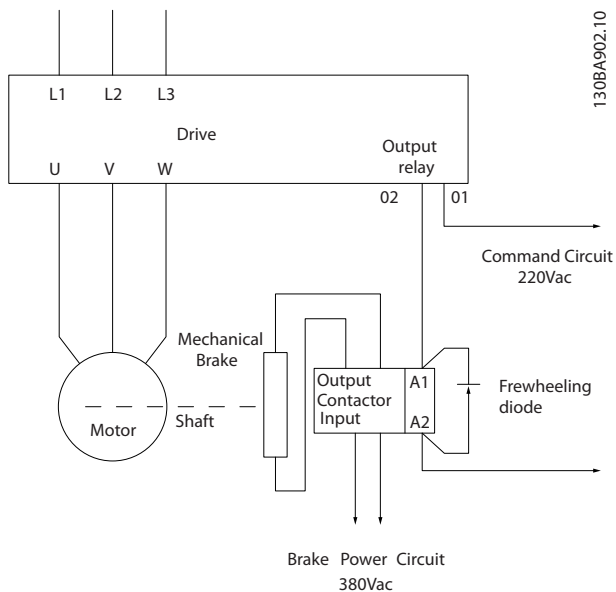 130BA902.10
L1 L2 L3
Drive
Output
relay
U V W
02 01
Command Circuit
220Vac
Mechanical
Brake
Output
Contactor
Input
A1
A2
Frewheeling
diode
Shaft
Motor
Brake Power Circuit
380Vac